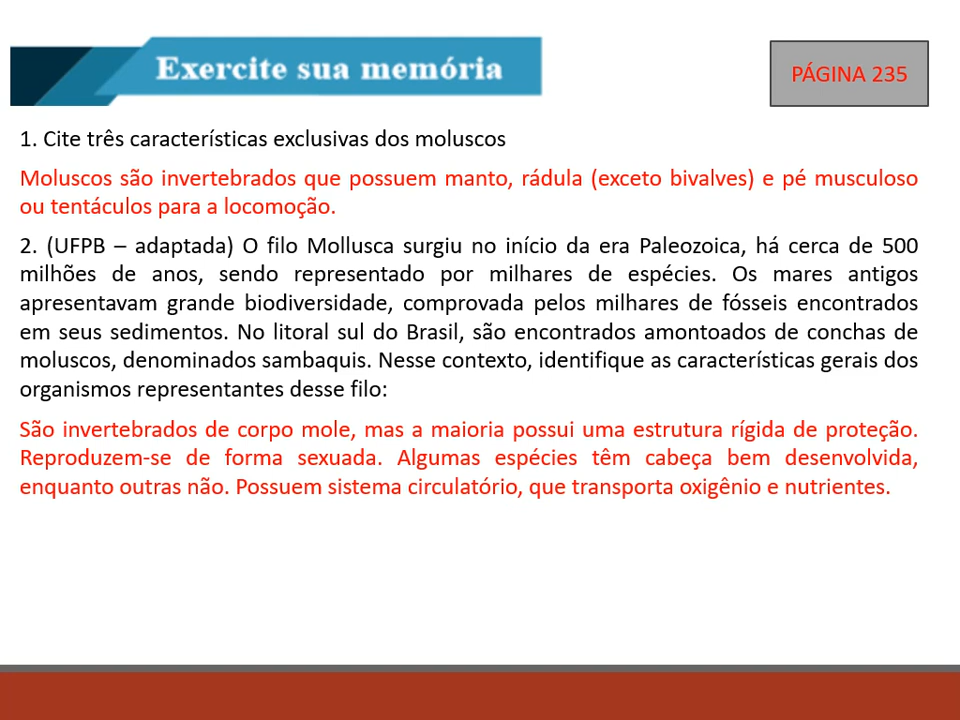 Exercite sua memória
PÁGINA 235
1. Cite três características exclusivas dos moluscos
Moluscos são invertebrados que possuem manto, rádula (exceto bivalves) e pé musculoso
ou tentáculos para a locomoção.
2. (UFPB – adaptada) O filo Mollusca surgiu no início da era Paleozoica, há cerca de 500
milhões de anos, sendo representado por milhares de espécies. Os mares antigos
apresentavam grande biodiversidade, comprovada pelos milhares de fósseis encontrados
em seus sedimentos. No litoral sul do Brasil, são encontrados amontoados de conchas de
moluscos, denominados sambaquis. Nesse contexto, identifique as características gerais dos
organismos representantes desse filo:
São invertebrados de corpo mole, mas a maioria possui uma estrutura rígida de proteção.
Reproduzem-se de forma sexuada. Algumas espécies têm cabeça bem desenvolvida,
enquanto outras não. Possuem sistema circulatório, que transporta oxigênio e nutrientes.